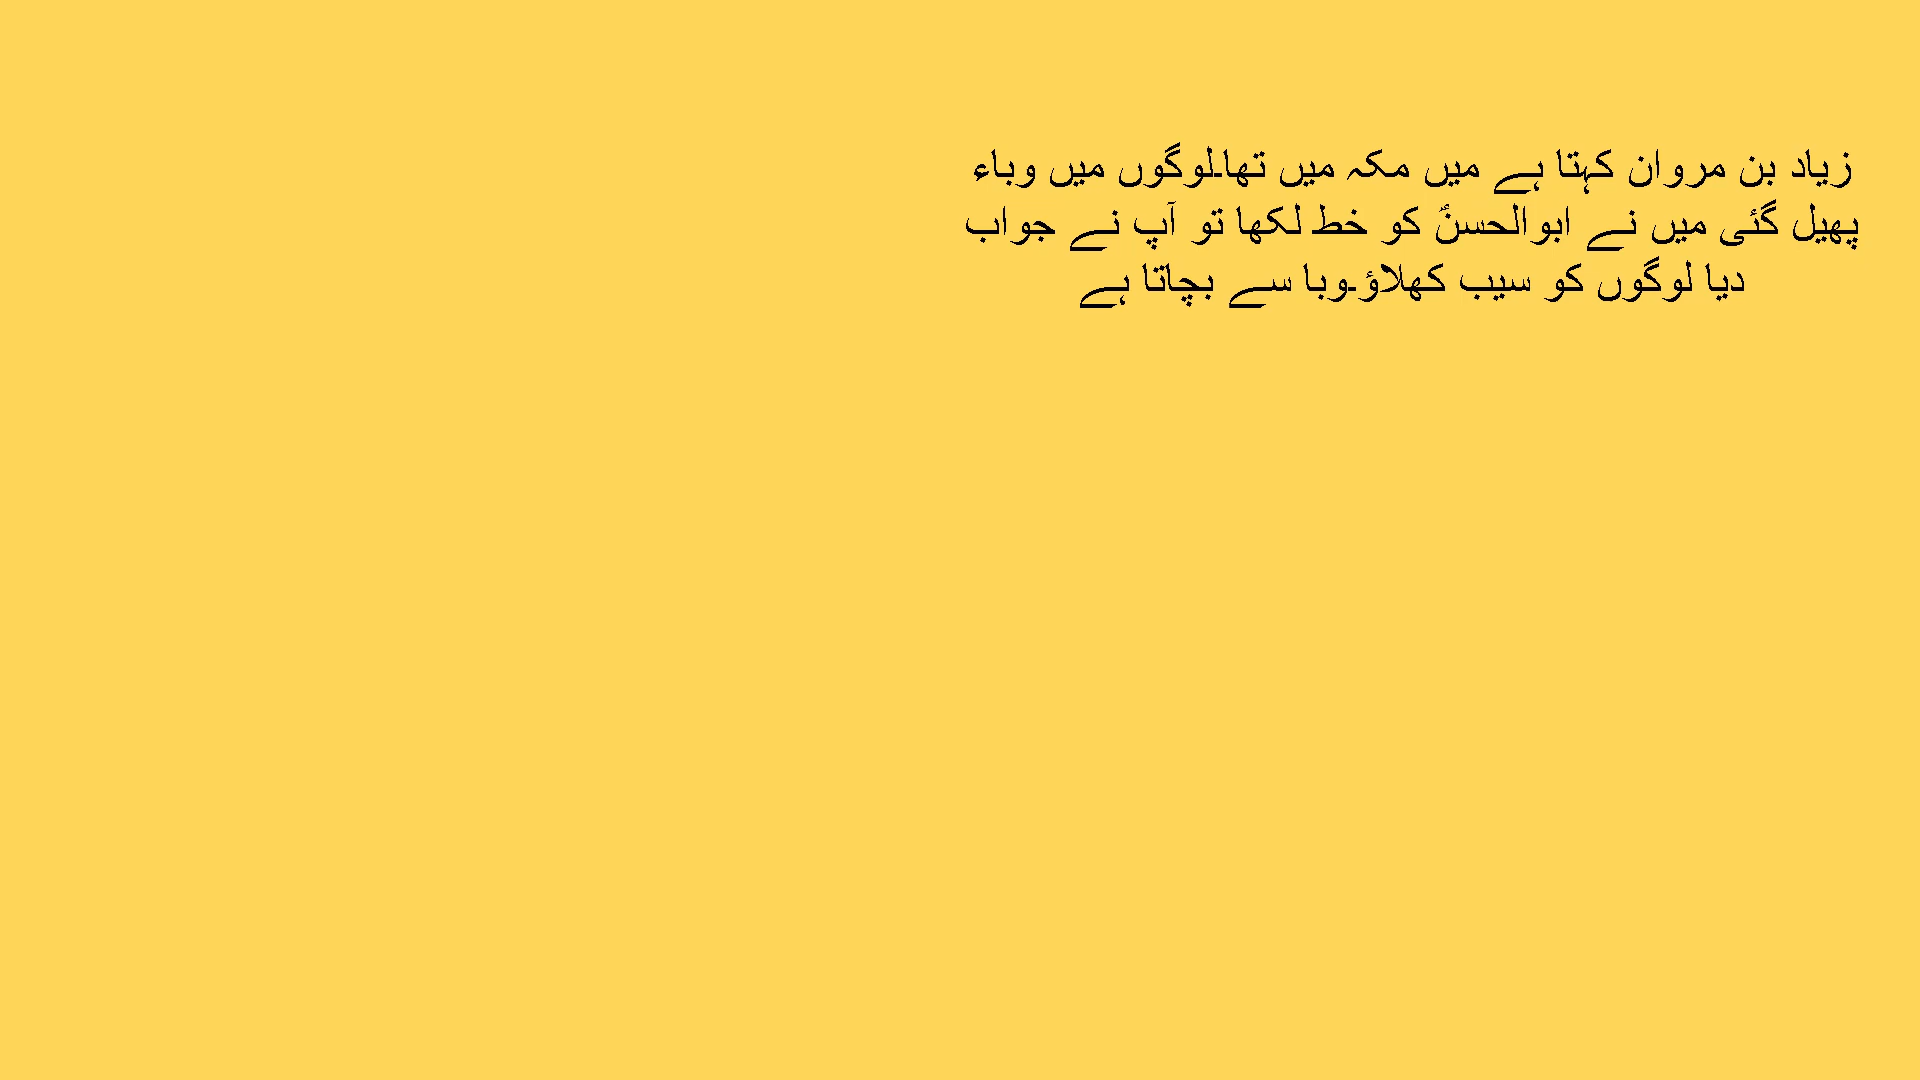 زیاد بن مروان کہتا ہے میں مکہ میں تھا۔لوگوں میں وباء
پھیل گئی میں نے ابوالحسنؑ کو خط لکھا تو آپ نے جواب
دیا لوگوں کو سیب کھلاؤ۔وبا سے بچاتا ہے